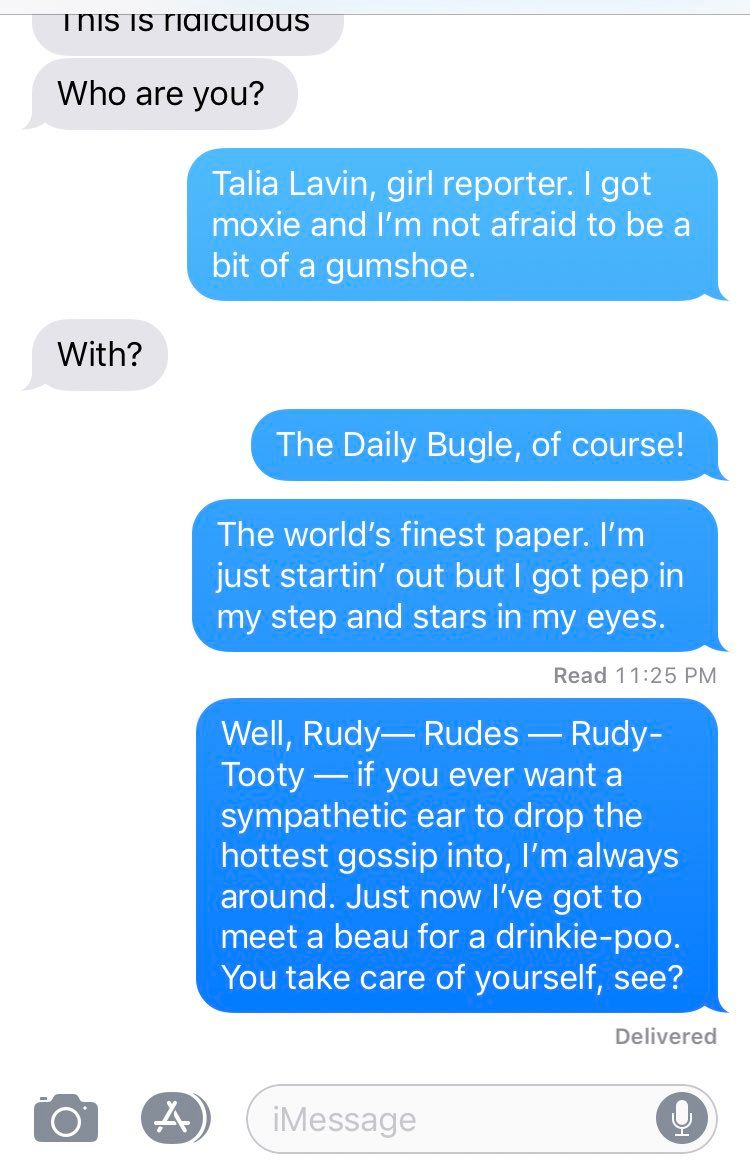 This is ridiculous
Who are you?
Talia Lavin, girl reporter. I got
moxie and I’m not afraid to be a
bit of a gumshoe.
With?
The Daily Bugle, of course!
The world’s finest paper. I’m
just startin’ out but I got pep in
my step and stars in my eyes.
Read 11:25 PM
Well, Rudy— Rudes — Rudy-
Tooty — if you ever want a
sympathetic ear to drop the
hottest gossip into, I’m always
around. Just now I’ve got to
meet a beau for a drinkie-poo.
You take care of yourself, see?
Delivered
iMessage